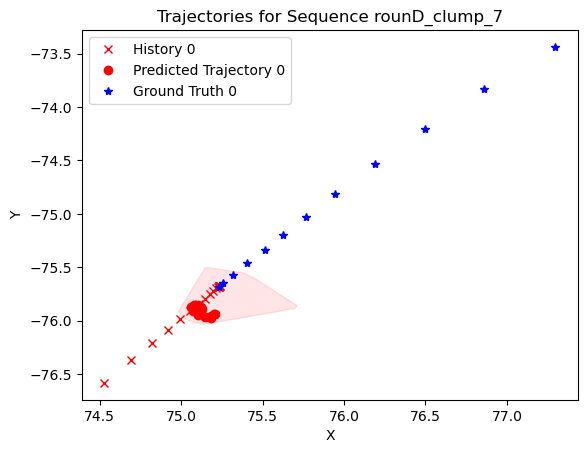 Trajectories for Sequence rounD_clump_7
History 0
Predicted Trajectory 0
Ground Truth 0
Y
−73.5
−74.0
−74.5
−75.0
−75.5
−76.0
−76.5
74.5 75.0 75.5 76.0 76.5 77.0
X